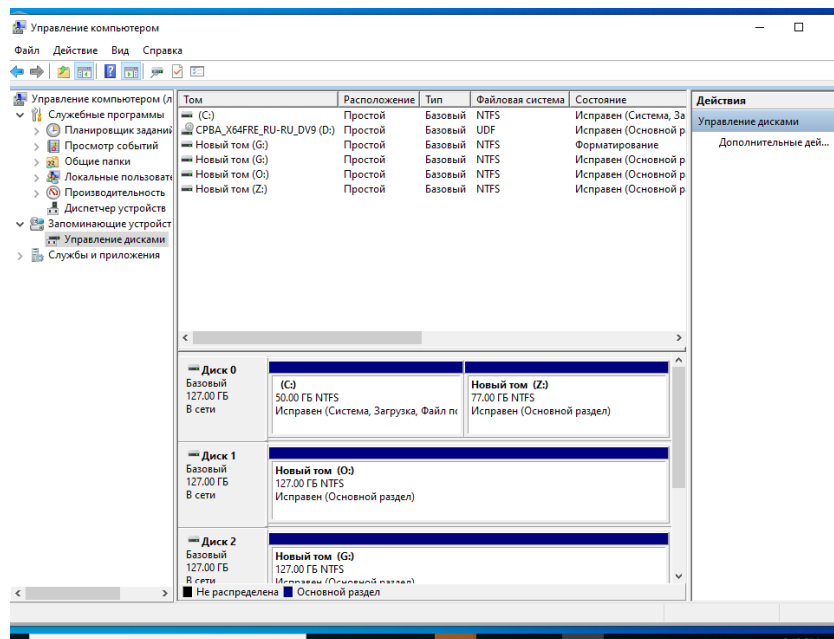 Управление компьютером
Файл Действие Вид Справка
Управление компьютером (л
Служебные программы
Планировщик заданий
Просмотр событий
Общие папки
Локальные пользовате
Производительность
Диспетчер устройств
Запоминающие устройст
Управление дисками
Службы и приложения
Том Расположение Тип Файловая система Состояние
(C:) Простой Базовый NTFS Исправен (Система, За
CPBA_X64FRE_RU-RU_DV9 (D:) Простой Базовый UDF Исправен (Основной р
Новый том (G:) Простой Базовый NTFS Форматирование
Новый том (G:) Простой Базовый NTFS Исправен (Основной р
Новый том (O:) Простой Базовый NTFS Исправен (Основной р
Новый том (Z:) Простой Базовый NTFS Исправен (Основной р
Действия
Управление дисками
Дополнительные дей...
Диск 0
Базовый
127.00 ГБ
В сети
(C:)
50.00 ГБ NTFS
Исправен (Система, Загрузка, Файл по
Новый том (Z:)
77.00 ГБ NTFS
Исправен (Основной раздел)
Диск 1
Базовый
127.00 ГБ
В сети
Новый том (O:)
127.00 ГБ NTFS
Исправен (Основной раздел)
Диск 2
Базовый
127.00 ГБ
В сети
Новый том (G:)
127.00 ГБ NTFS
Исправен (Основной раздел)
Не распределена Основной раздел